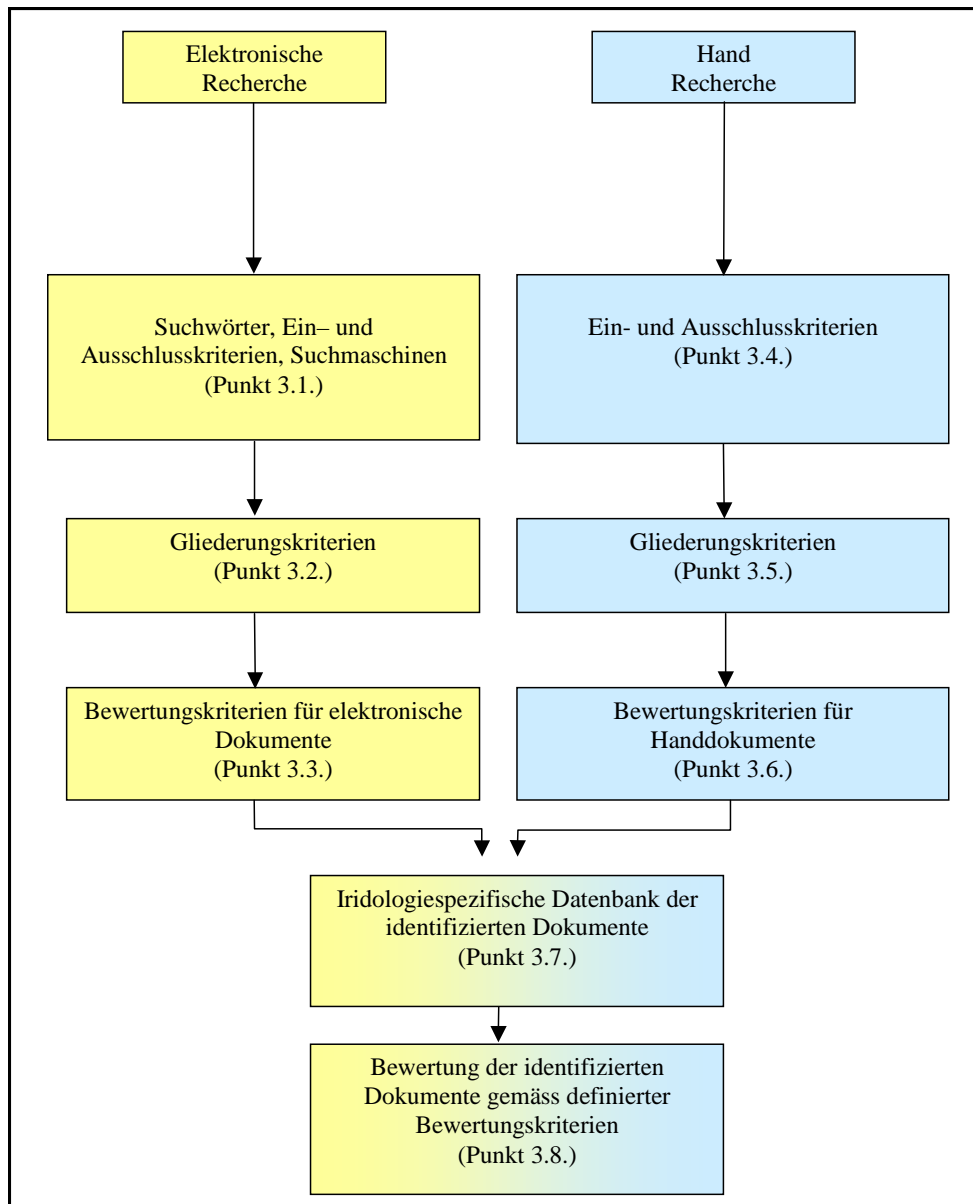 Elektronische
Recherche
Hand
Recherche
Suchwörter, Ein– und
Ausschlusskriterien, Suchmaschinen
(Punkt 3.1.)
Ein- und Ausschlusskriterien
(Punkt 3.4.)
Gliederungskriterien
(Punkt 3.2.)
Gliederungskriterien
(Punkt 3.5.)
Bewertungskriterien für elektronische
Dokumente
(Punkt 3.3.)
Bewertungskriterien für
Handdokumente
(Punkt 3.6.)
Iridologiespezifische Datenbank der
identifizierten Dokumente
(Punkt 3.7.)
Bewertung der identifizierten
Dokumente gemäss definierter
Bewertungskriterien
(Punkt 3.8.)